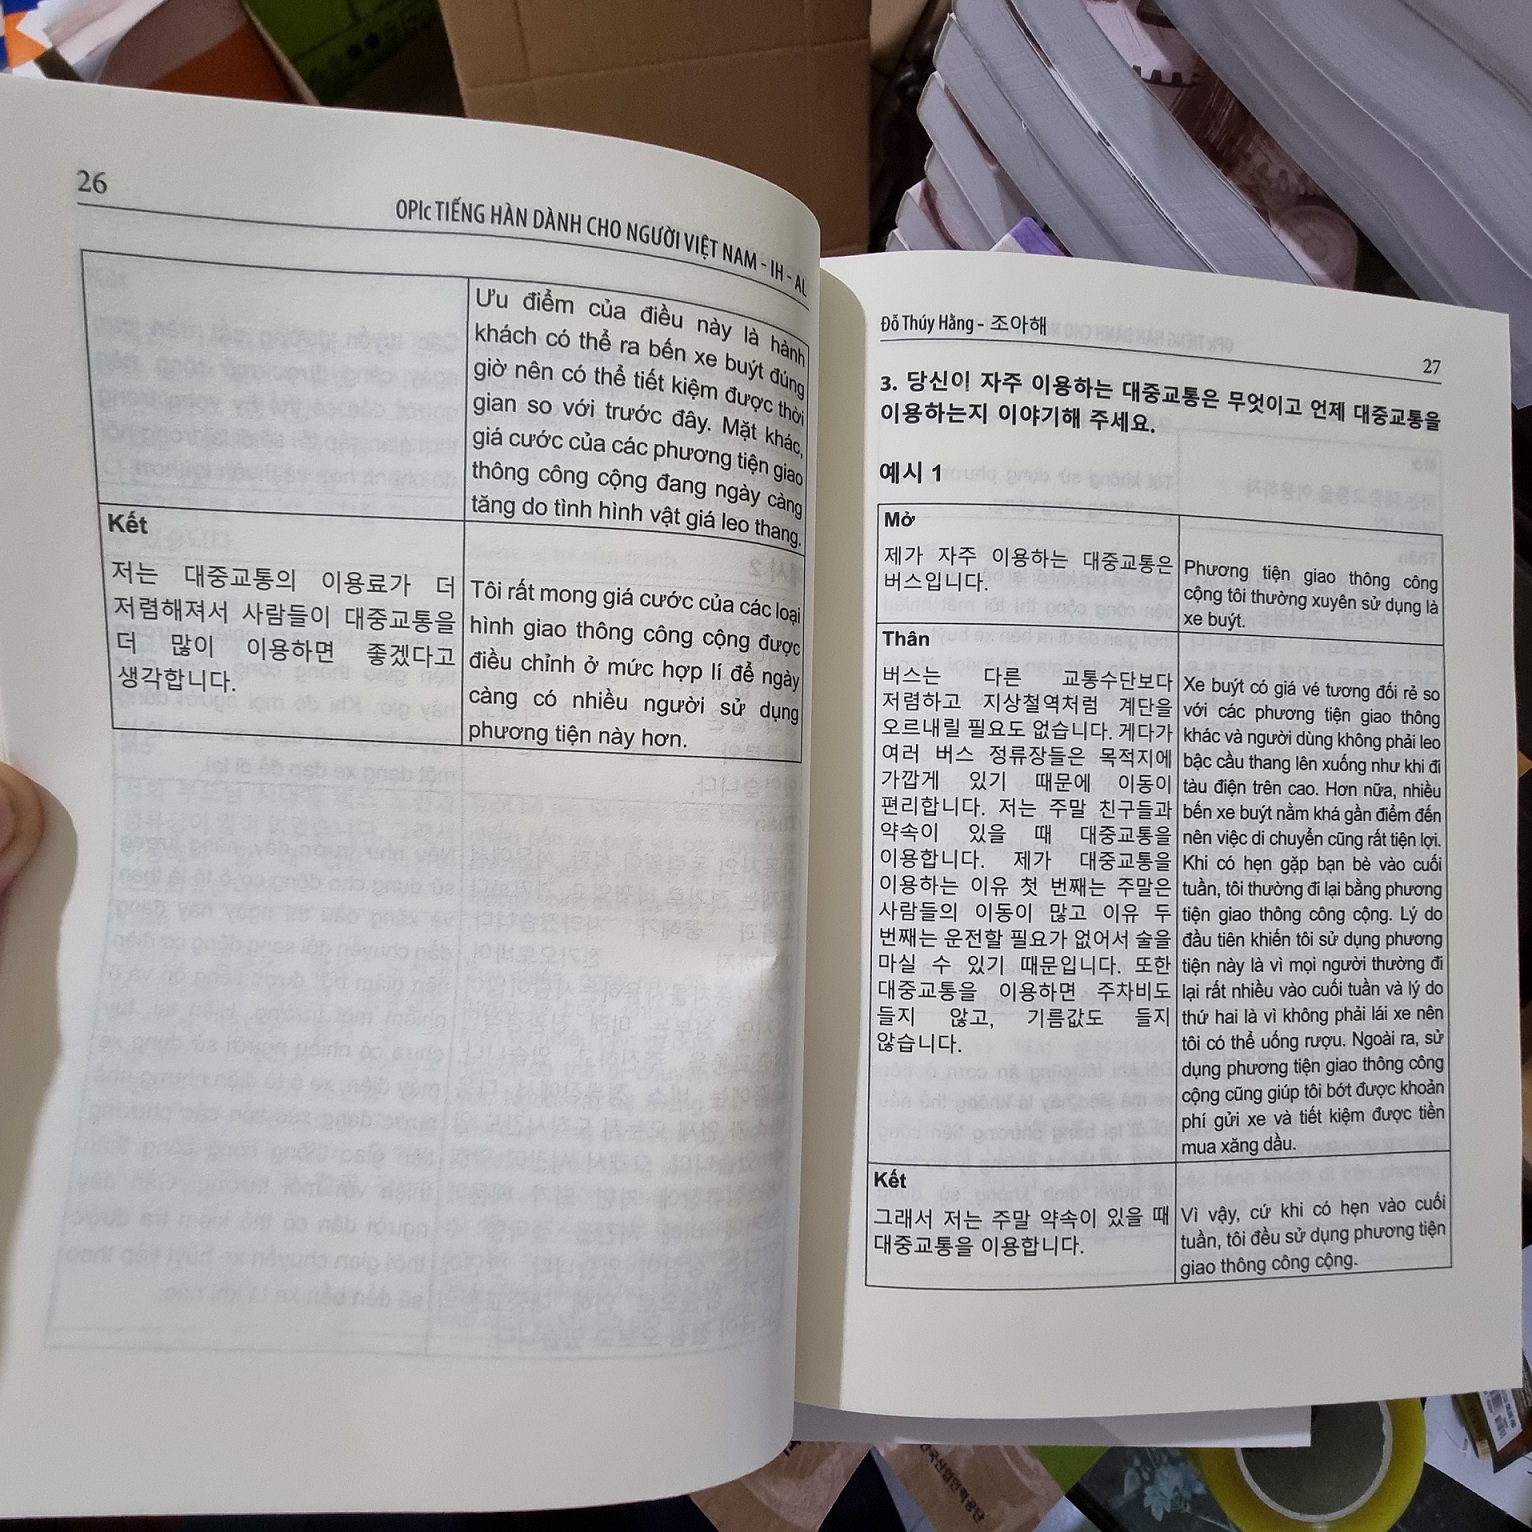 26
OPIc TIẾNG HÀN DÀNH CHO NGƯỜI VIỆT NAM - IH - AL
Ưu điểm của điều này là hành
khách có thể ra bến xe buýt đúng
giờ nên có thể tiết kiệm được thời
gian so với trước đây. Mặt khác,
giá cước của các phương tiện giao
thông công cộng đang ngày càng
tăng do tình hình vật giá leo thang.
Kết
저는 대중교통의 이용료가 더
저렴해져서 사람들이 대중교통을
더 많이 이용하면 좋겠다고
생각합니다.
Tôi rất mong giá cước của các loại
hình giao thông công cộng được
điều chỉnh ở mức hợp lí để ngày
càng có nhiều người sử dụng
phương tiện này hơn.
Đỗ Thúy Hằng - 조아해
27
3. 당신이 자주 이용하는 대중교통은 무엇이고 언제 대중교통을
이용하는지 이야기해 주세요.
예시 1
Mở
제가 자주 이용하는 대중교통은
버스입니다.
Phương tiện giao thông công
cộng tôi thường xuyên sử dụng là
xe buýt.
Thân
버스는 다른 교통수단보다
저렴하고 지상철역처럼 계단을
오르내릴 필요도 없습니다. 게다가
여러 버스 정류장들은 목적지에
가깝게 있기 때문에 이동이
편리합니다. 저는 주말 친구들과
약속이 있을 때 대중교통을
이용합니다. 제가 대중교통을
이용하는 이유 첫 번째는 주말은
사람들의 이동이 많고 이유 두
번째는 운전할 필요가 없어서 술을
마실 수 있기 때문입니다. 또한
대중교통을 이용하면 주차비도
들지 않고, 기름값도 들지
않습니다.
Xe buýt có giá vé tương đối rẻ so
với các phương tiện giao thông
khác và người dùng không phải leo
bậc cầu thang lên xuống như khi đi
tàu điện trên cao. Hơn nữa, nhiều
bến xe buýt nằm khá gần điểm đến
nên việc di chuyển cũng rất tiện lợi.
Khi có hẹn gặp bạn bè vào cuối
tuần, tôi thường đi lại bằng phương
tiện giao thông công cộng. Lý do
đầu tiên khiến tôi sử dụng phương
tiện này là vì mọi người thường đi
lại rất nhiều vào cuối tuần và lý do
thứ hai là vì không phải lái xe nên
tôi có thể uống rượu. Ngoài ra, sử
dụng phương tiện giao thông công
cộng cũng giúp tôi bớt được khoản
phí gửi xe và tiết kiệm được tiền
mua xăng dầu.
Kết
그래서 저는 주말 약속이 있을 때
대중교통을 이용합니다.
Vì vậy, cứ khi có hẹn vào cuối
tuần, tôi đều sử dụng phương tiện
giao thông công cộng.
한국산업인력공단